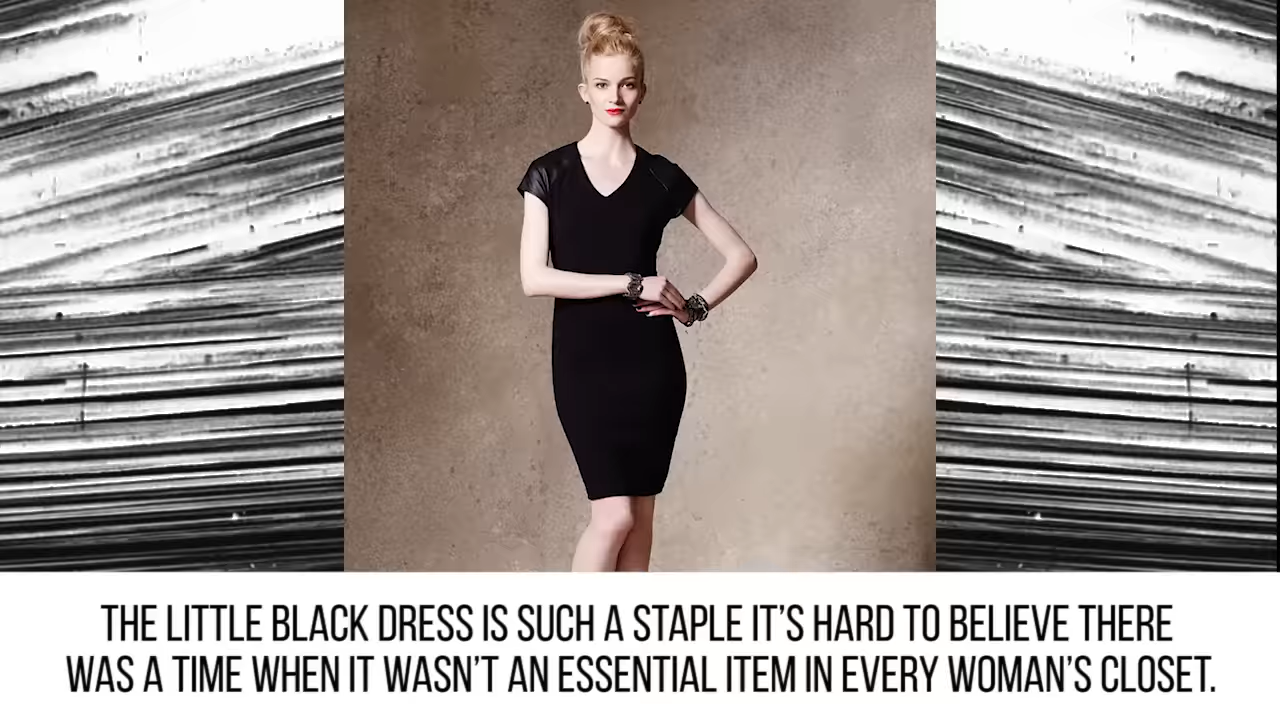 THE LITTLE BLACK DRESS IS SUCH A STAPLE IT'S HARD TO BELIEVE THERE
WAS A TIME WHEN IT WASN'T AN ESSENTIAL ITEM IN EVERY WOMAN'S CLOSET.